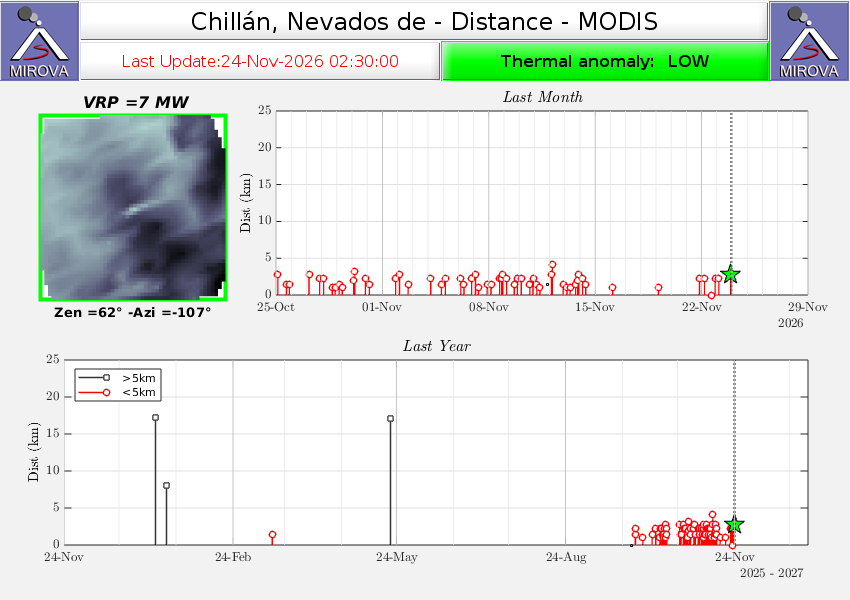 Chillán, Nevados de - Distance - MODIS
MIROVA
Last Update:24-Nov-2026 02:30:00
Thermal anomaly: LOW
MIROVA
VRP =7 MW
Zen =62° -Azi =-107°
Last Month
Dist (km)
25
20
15
10
5
0
25-Oct 01-Nov 08-Nov 15-Nov 22-Nov 29-Nov
2026
Last Year
Dist (km)
25
20
15
10
5
0
>5km
<5km
24-Nov 24-Feb 24-May 24-Aug 24-Nov
2025 - 2027